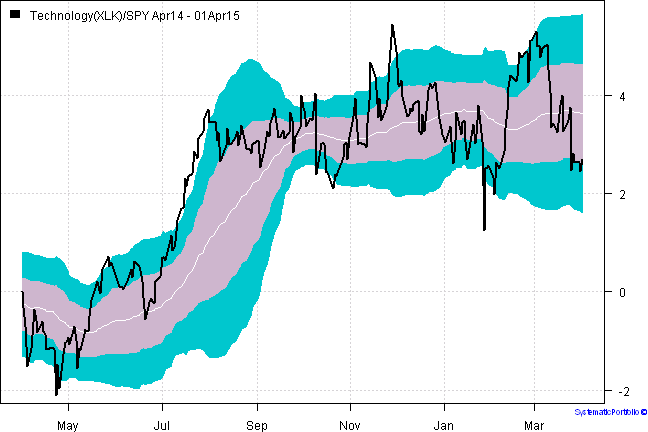 Technology(XLK)/SPY Apr14 - 01Apr15
4
2
0
-2
May Jul Sep Nov Jan Mar
SystematicPortfolio ©